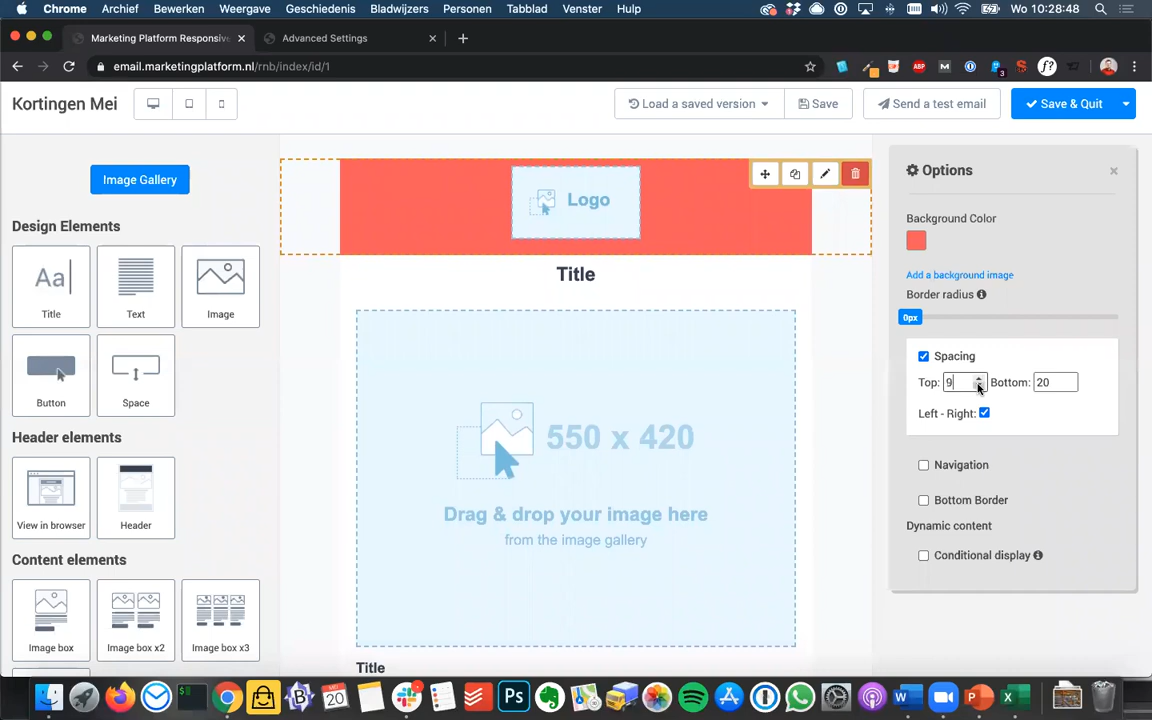 Chrome Archief Bewerken Weergave Geschiedenis Bladwijzers Personen Tabblad Venster Hulp Wo 10:28:48
Marketing Platform Responsiv Advanced Settings
email.marketingplatform.nl/rnb/index/id/1
ABP
M
3
f?
Kortingen Mei
Load a saved version
Save
Send a test email
Save & Quit
Image Gallery
Design Elements
Aa
Title
Text
Image
Button
Space
Header elements
View in browser
Header
Content elements
Image box
Image box x2
Image box x3
Logo
Title
550 x 420
Drag & drop your image here
from the image gallery
Title
Options
Background Color
Add a background image
Border radius
0px
Spacing
Top: 9 Bottom: 20
Left - Right:
Navigation
Bottom Border
Dynamic content
Conditional display
MEI
20
Ps
W
P
X